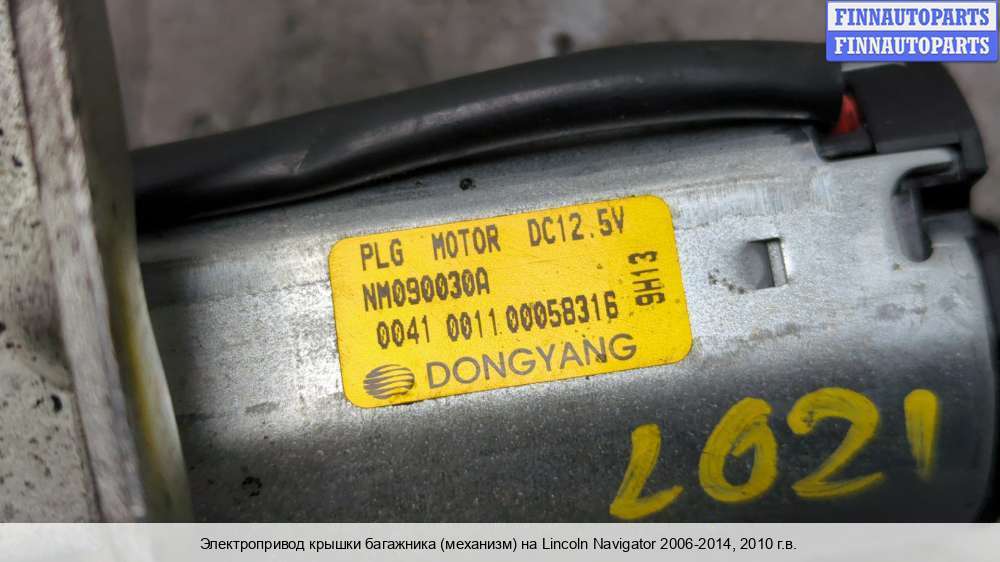 FINNAUTOPARTS
FINNAUTOPARTS
PLG MOTOR DC12.5V
NM090030A
0041 0011 00058316
9H13
DONGYANG
L021
Электропривод крышки багажника (механизм) на Lincoln Navigator 2006-2014, 2010 г.в.